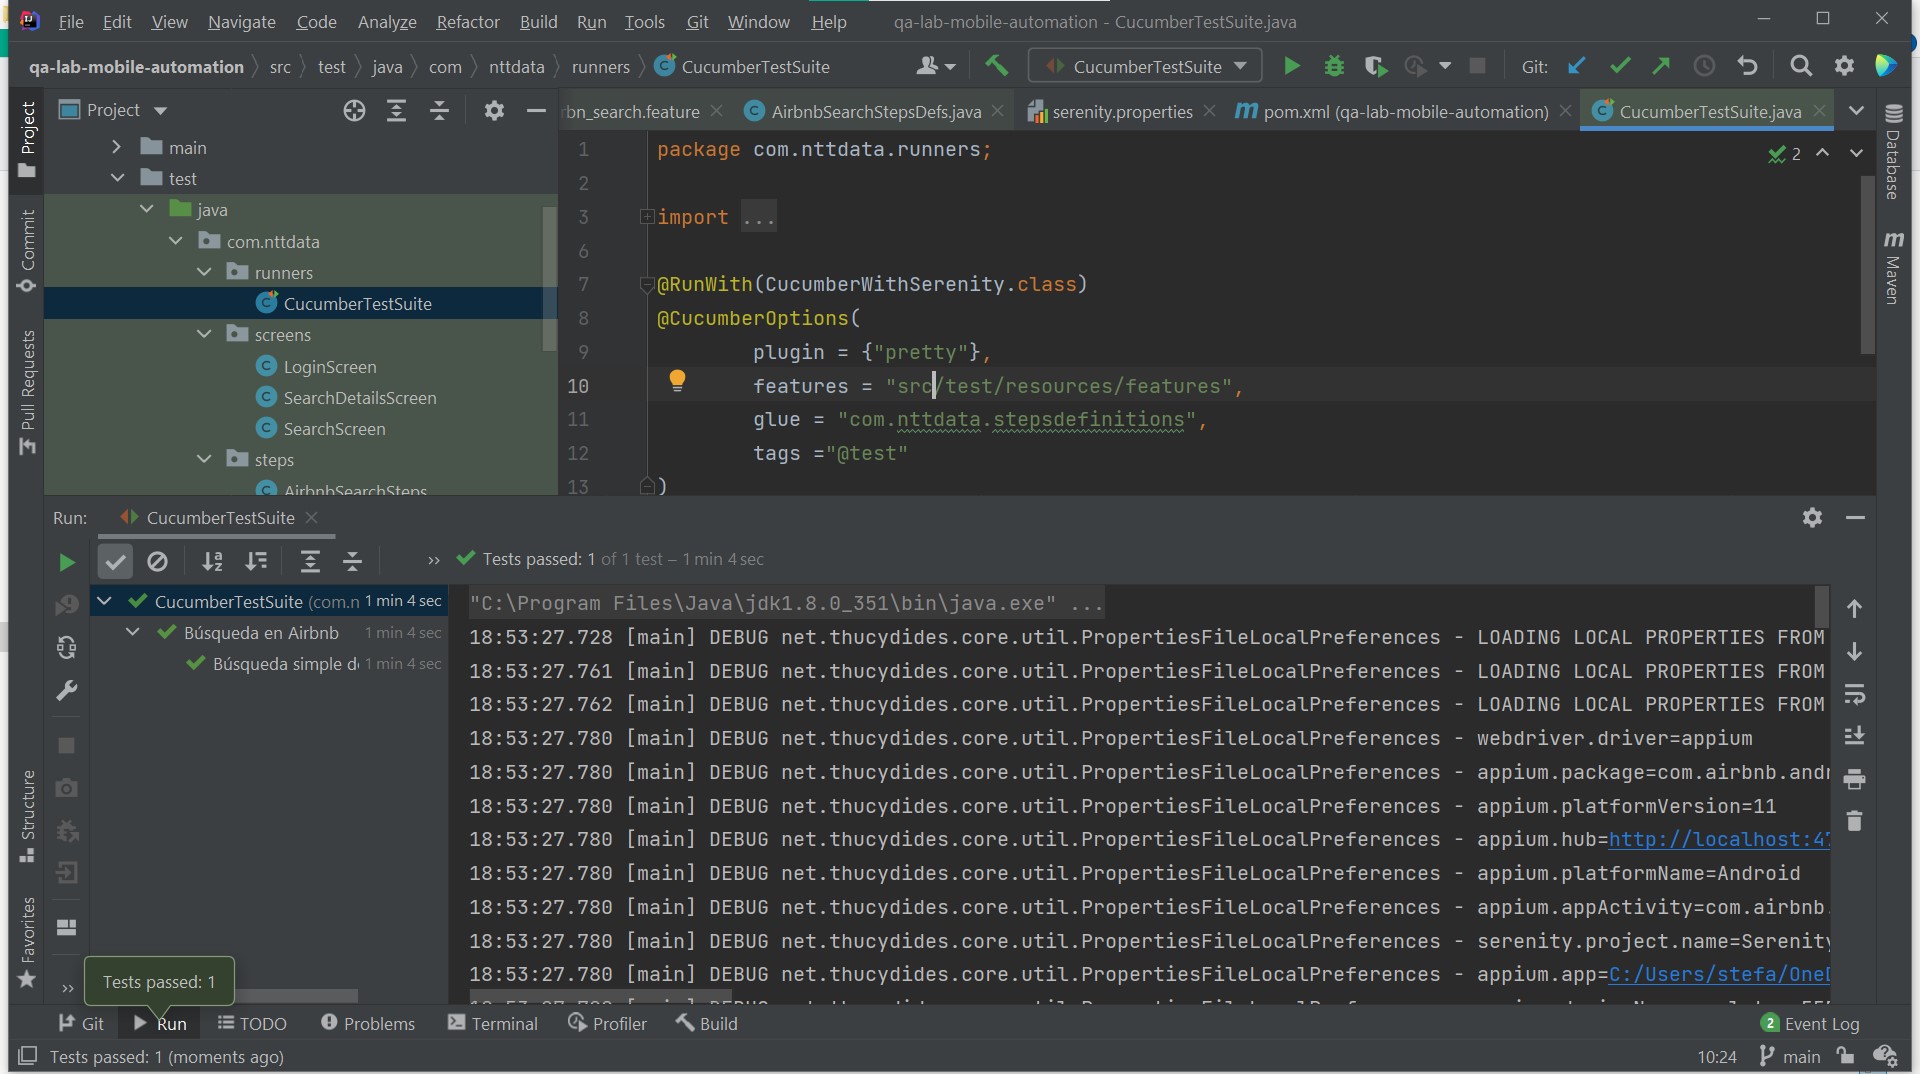 File Edit View Navigate Code Analyze Refactor Build Run Tools Git Window Help qa-lab-mobile-automation - CucumberTestSuite.java
qa-lab-mobile-automation src test java com nttdata runners CucumberTestSuite CucumberTestSuite Git:
Project
rbn_search.feature AirbnbSearchStepsDefs.java serenity.properties pom.xml (qa-lab-mobile-automation) CucumberTestSuite.java
main
test
java
com.nttdata
runners
CucumberTestSuite
screens
LoginScreen
SearchDetailsScreen
SearchScreen
steps
AirbnbSearchSteps
1 package com.nttdata.runners;
2
3 import ...
6
7 @RunWith(CucumberWithSerenity.class)
8 @CucumberOptions(
9 plugin = {"pretty"},
10 features = "src/test/resources/features",
11 glue = "com.nttdata.stepsdefinitions",
12 tags ="@test"
13 )
2
Project
Commit
Pull Requests
Structure
Favorites
Database
Maven
Run: CucumberTestSuite
Tests passed: 1 of 1 test – 1 min 4 sec
CucumberTestSuite (com.n 1 min 4 sec
Búsqueda en Airbnb 1 min 4 sec
Búsqueda simple de 1 min 4 sec
"C:\Program Files\Java\jdk1.8.0_351\bin\java.exe" ...
18:53:27.728 [main] DEBUG net.thucydides.core.util.PropertiesFileLocalPreferences - LOADING LOCAL PROPERTIES FROM
18:53:27.761 [main] DEBUG net.thucydides.core.util.PropertiesFileLocalPreferences - LOADING LOCAL PROPERTIES FROM
18:53:27.762 [main] DEBUG net.thucydides.core.util.PropertiesFileLocalPreferences - LOADING LOCAL PROPERTIES FROM
18:53:27.780 [main] DEBUG net.thucydides.core.util.PropertiesFileLocalPreferences - webdriver.driver=appium
18:53:27.780 [main] DEBUG net.thucydides.core.util.PropertiesFileLocalPreferences - appium.package=com.airbnb.andr
18:53:27.780 [main] DEBUG net.thucydides.core.util.PropertiesFileLocalPreferences - appium.platformVersion=11
18:53:27.780 [main] DEBUG net.thucydides.core.util.PropertiesFileLocalPreferences - appium.hub=http://localhost:47
18:53:27.780 [main] DEBUG net.thucydides.core.util.PropertiesFileLocalPreferences - appium.platformName=Android
18:53:27.780 [main] DEBUG net.thucydides.core.util.PropertiesFileLocalPreferences - appium.appActivity=com.airbnb.
18:53:27.780 [main] DEBUG net.thucydides.core.util.PropertiesFileLocalPreferences - serenity.project.name=Serenity
18:53:27.780 [main] DEBUG net.thucydides.core.util.PropertiesFileLocalPreferences - appium.app=C:/Users/stefa/OneD
Tests passed: 1
Git Run TODO Problems Terminal Profiler Build 2 Event Log
Tests passed: 1 (moments ago) 10:24 main